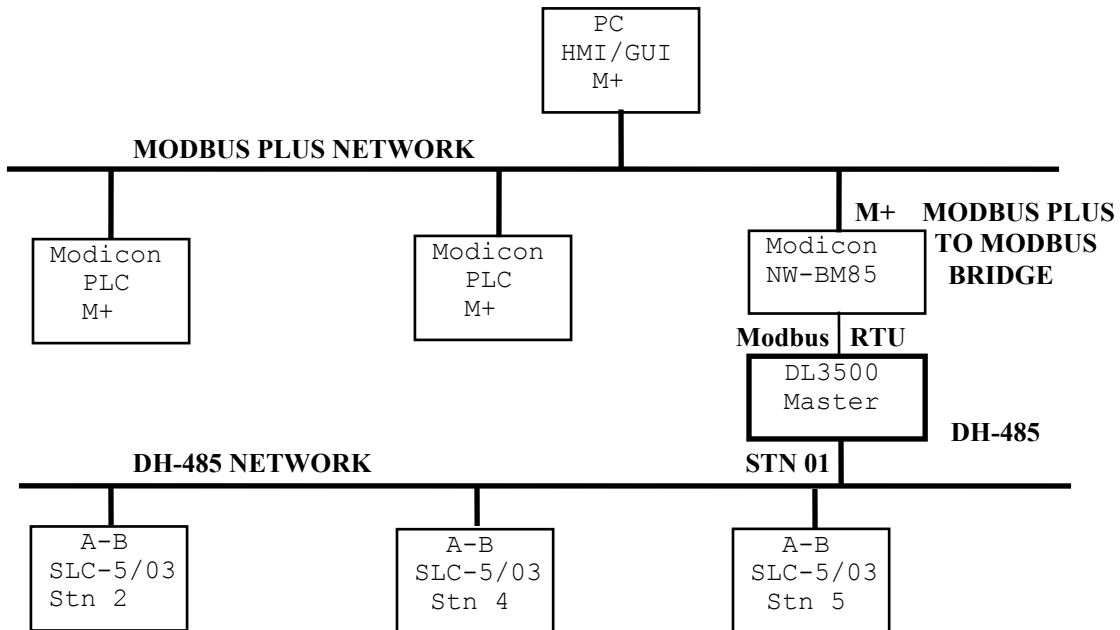 PC
HMI/GUI
M+
MODBUS PLUS NETWORK
Modicon
PLC
M+
Modicon
PLC
M+
M+ MODBUS PLUS
TO MODBUS
BRIDGE
Modicon
NW-BM85
Modbus RTU
DL3500
Master
DH-485
DH-485 NETWORK
STN 01
A-B
SLC-5/03
Stn 2
A-B
SLC-5/03
Stn 4
A-B
SLC-5/03
Stn 5